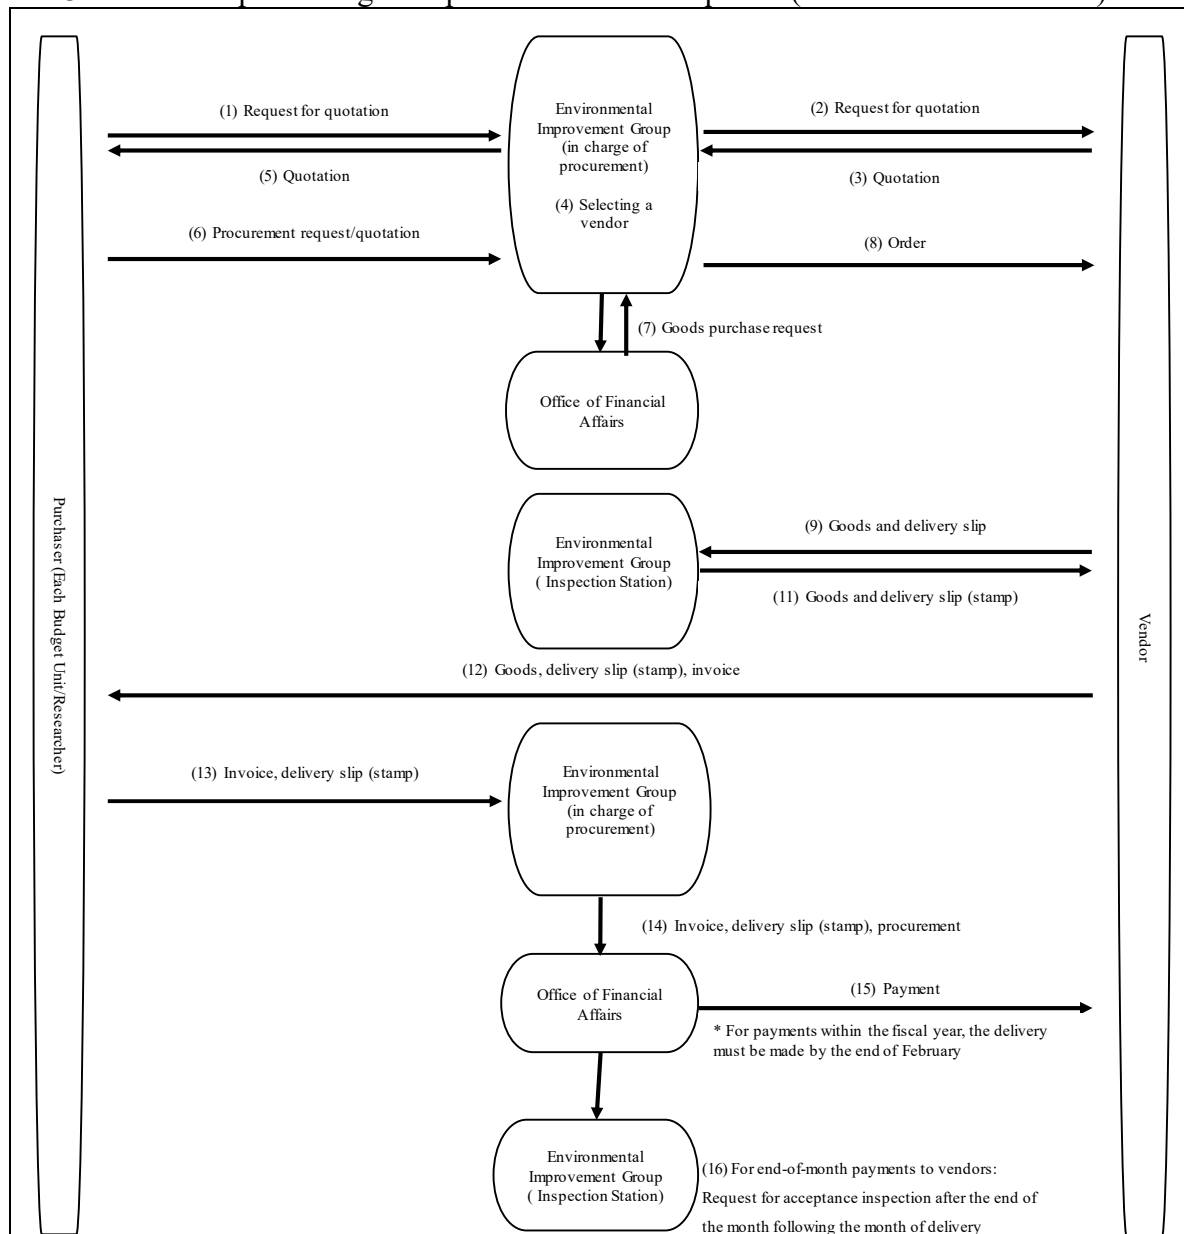 (1) Request for quotation
(2) Request for quotation
Environmental
Improvement Group
(in charge of
procurement)
(5) Quotation
(3) Quotation
(4) Selecting a
vendor
(6) Procurement request/quotation
(8) Order
(7) Goods purchase request
Office of Financial
Affairs
Purchaser (Each Budget Unit/Researcher)
Vendor
Environmental
Improvement Group
( Inspection Station)
(9) Goods and delivery slip
(11) Goods and delivery slip (stamp)
(12) Goods, delivery slip (stamp), invoice
(13) Invoice, delivery slip (stamp)
Environmental
Improvement Group
(in charge of
procurement)
(14) Invoice, delivery slip (stamp), procurement
Office of Financial
Affairs
(15) Payment
* For payments within the fiscal year, the delivery
must be made by the end of February
Environmental
Improvement Group
( Inspection Station)
(16) For end-of-month payments to vendors:
Request for acceptance inspection after the end of
the month following the month of delivery